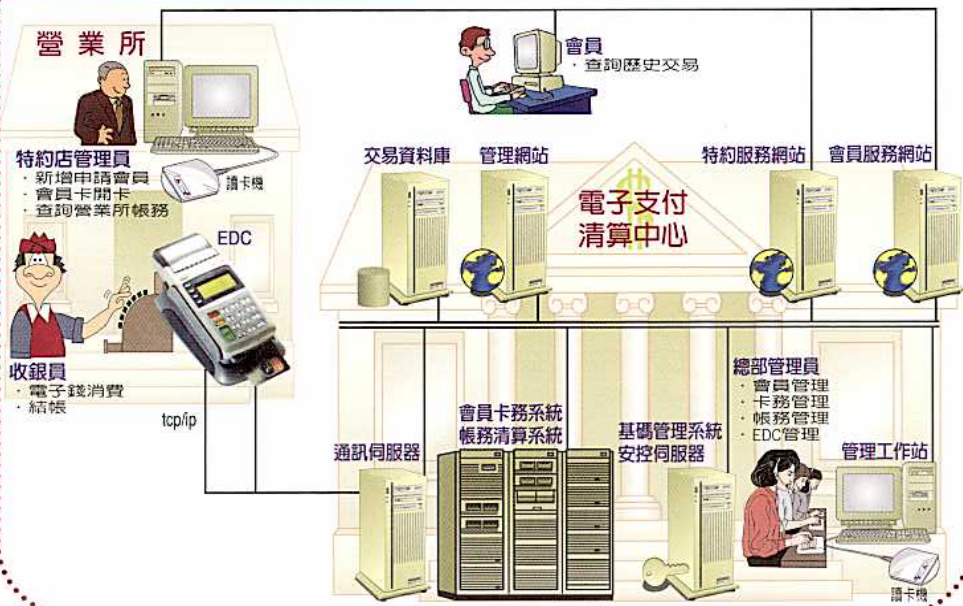 營業所
會員
· 查詢歷史交易
特約店管理員
· 新增申請會員
· 會員卡開卡
· 查詢營業所帳務
讀卡機
EDC
收銀員
· 電子錢消費
· 結帳
tcp/ip
交易資料庫
管理網站
電子支付
清算中心
特約服務網站
會員服務網站
通訊伺服器
會員卡務系統
帳務清算系統
基碼管理系統
安控伺服器
總部管理員
· 會員管理
· 卡務管理
· 帳務管理
· EDC管理
管理工作站
讀卡機